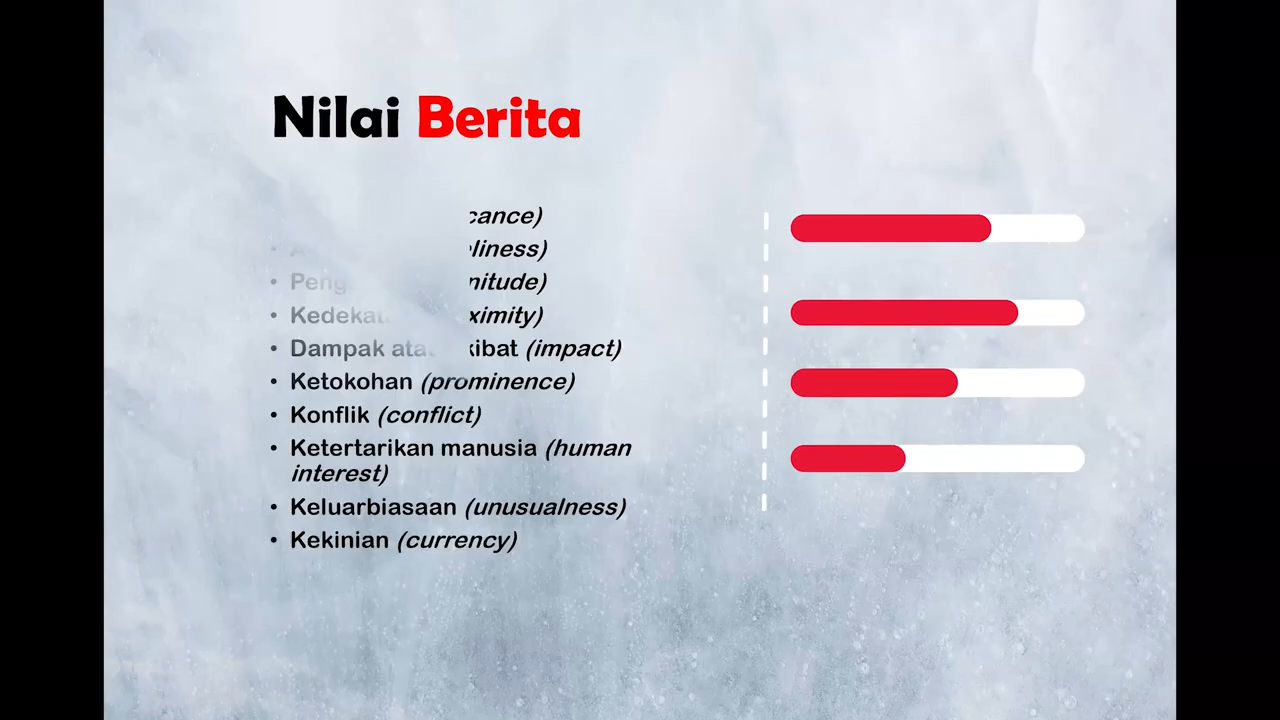 Nilai Berita
cance)
liness)
nitude)
• Kedekat ximity)
• Dampak ata kibat (impact)
• Ketokohan (prominence)
• Konflik (conflict)
• Ketertarikan manusia (human
interest)
• Keluarbiasaan (unusualness)
• Kekinian (currency)